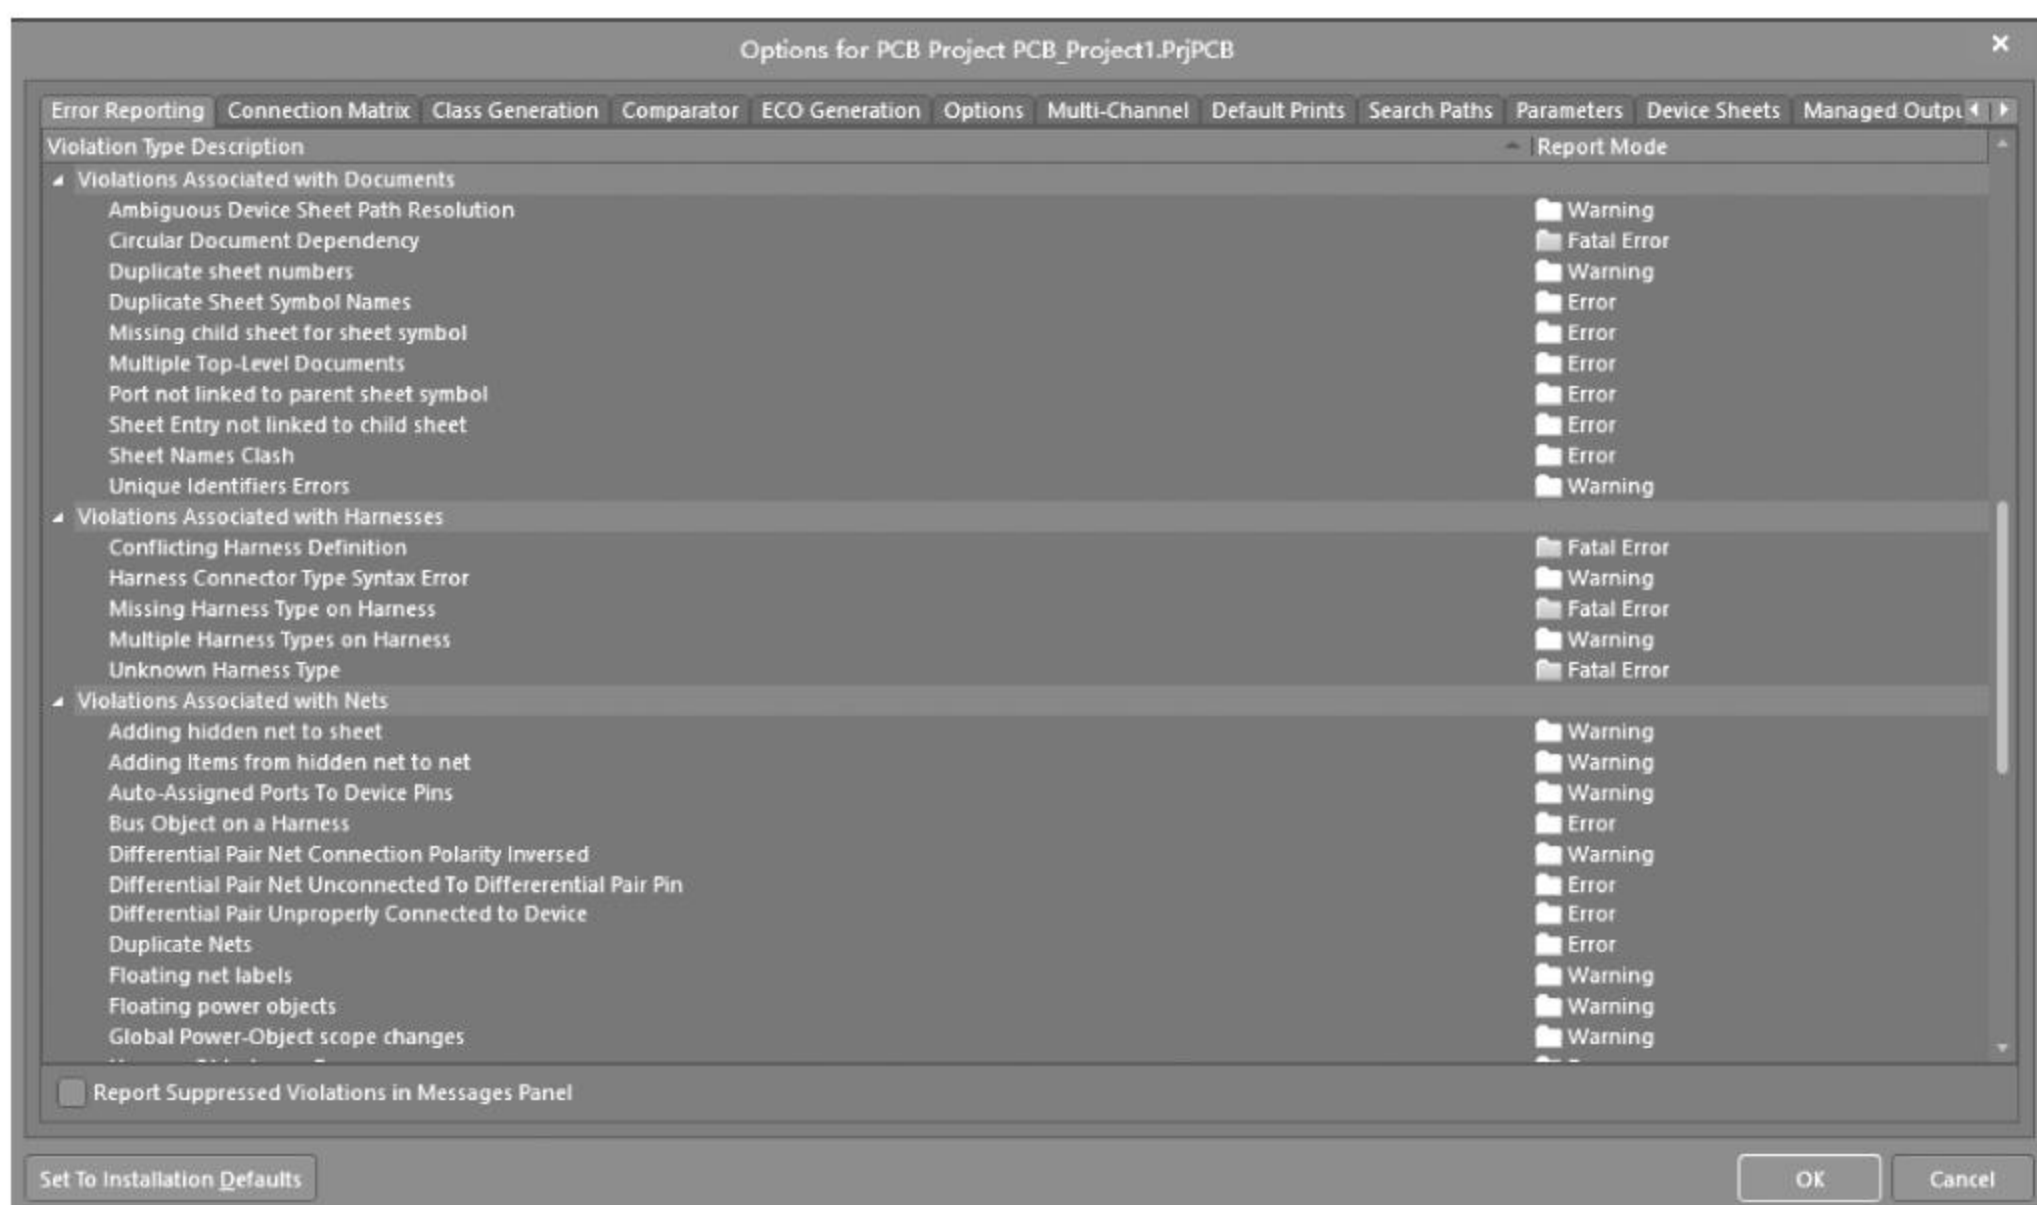 Options for PCB Project PCB_Project1.PrjPCB
Error Reporting Connection Matrix Class Generation Comparator ECO Generation Options Multi-Channel Default Prints Search Paths Parameters Device Sheets Managed Outpu
Violation Type Description Report Mode
Violations Associated with Documents
Ambiguous Device Sheet Path Resolution Warning
Circular Document Dependency Fatal Error
Duplicate sheet numbers Warning
Duplicate Sheet Symbol Names Error
Missing child sheet for sheet symbol Error
Multiple Top-Level Documents Error
Port not linked to parent sheet symbol Error
Sheet Entry not linked to child sheet Error
Sheet Names Clash Error
Unique Identifiers Errors Warning
Violations Associated with Harnesses
Conflicting Harness Definition Fatal Error
Harness Connector Type Syntax Error Warning
Missing Harness Type on Harness Fatal Error
Multiple Harness Types on Harness Warning
Unknown Harness Type Fatal Error
Violations Associated with Nets
Adding hidden net to sheet Warning
Adding Items from hidden net to net Warning
Auto-Assigned Ports To Device Pins Warning
Bus Object on a Harness Error
Differential Pair Net Connection Polarity Inversed Warning
Differential Pair Net Unconnected To Differerential Pair Pin Error
Differential Pair Unproperly Connected to Device Error
Duplicate Nets Error
Floating net labels Warning
Floating power objects Warning
Global Power-Object scope changes Warning
Report Suppressed Violations in Messages Panel
Set To Installation Defaults OK Cancel